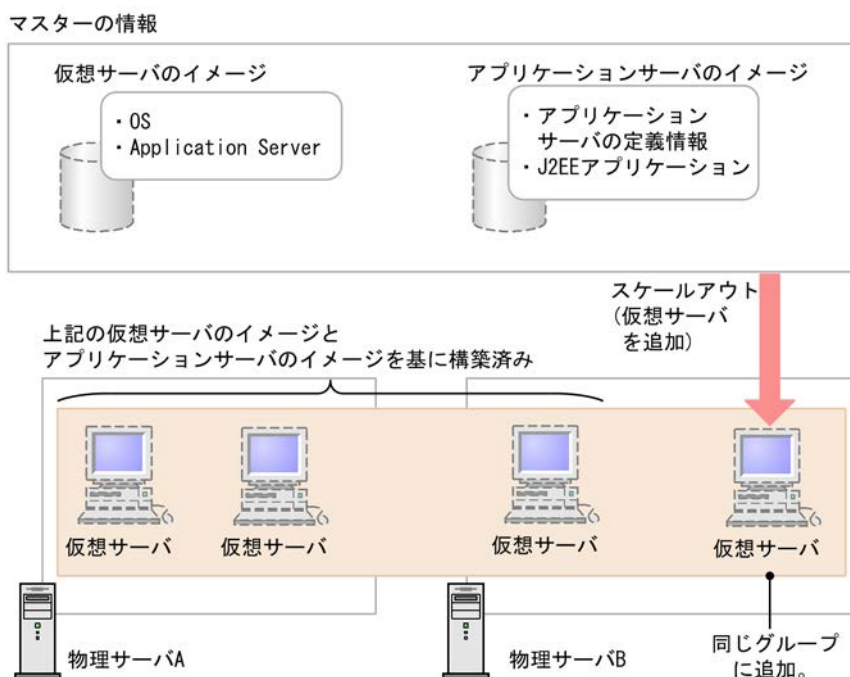 マスターの情報
仮想サーバのイメージ
・OS
・Application Server
アプリケーションサーバのイメージ
・アプリケーション
サーバの定義情報
・J2EEアプリケーション
スケールアウト
(仮想サーバ
を追加)
上記の仮想サーバのイメージと
アプリケーションサーバのイメージを基に構築済み
仮想サーバ
仮想サーバ
仮想サーバ
仮想サーバ
物理サーバA
物理サーバB
同じグループ
に追加。